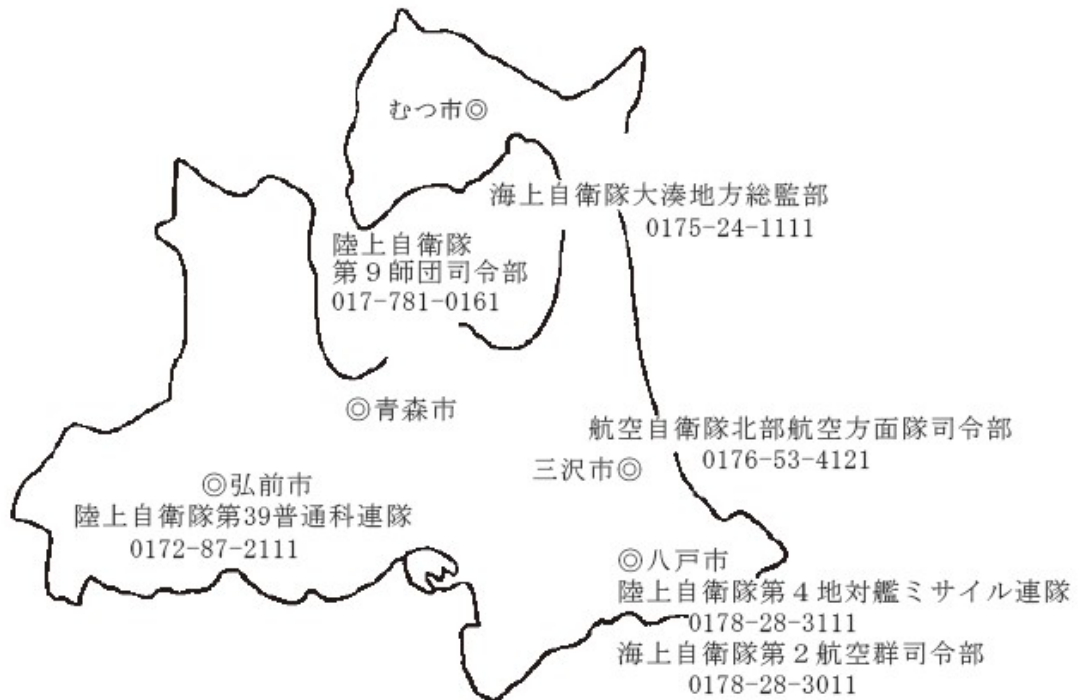 むつ市◎
海上自衛隊大湊地方総監部
0175-24-1111
陸上自衛隊
第9師団司令部
017-781-0161
◎青森市
航空自衛隊北部航空方面隊司令部
三沢市◎
0176-53-4121
◎弘前市
陸上自衛隊第39普通科連隊
0172-87-2111
◎八戸市
陸上自衛隊第4地対艦ミサイル連隊
0178-28-3111
海上自衛隊第2航空群司令部
0178-28-3011